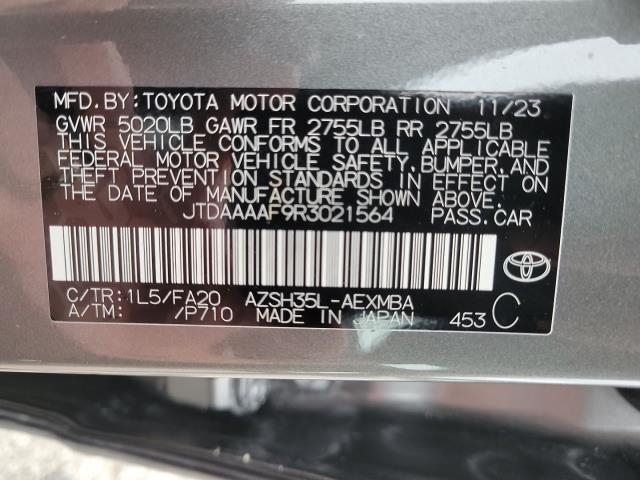 MFD.BY:TOYOTA MOTOR CORPORATION 11/23
GVWR 5020LB GAWR FR 2755LB RR 2755LB
THIS VEHICLE CONFORMS TO ALL APPLICABLE
FEDERAL MOTOR VEHICLE SAFETY,BUMPER,AND
THEFT PREVENTION STANDARDS IN EFFECT ON
THE DATE OF MANUFACTURE SHOWN ABOVE.
JTDAAAAF9R3021564 PASS.CAR
C/TR:1L5/FA20 AZSH35L-AEXMBA
A/TM: /P710 MADE IN JAPAN 453 C